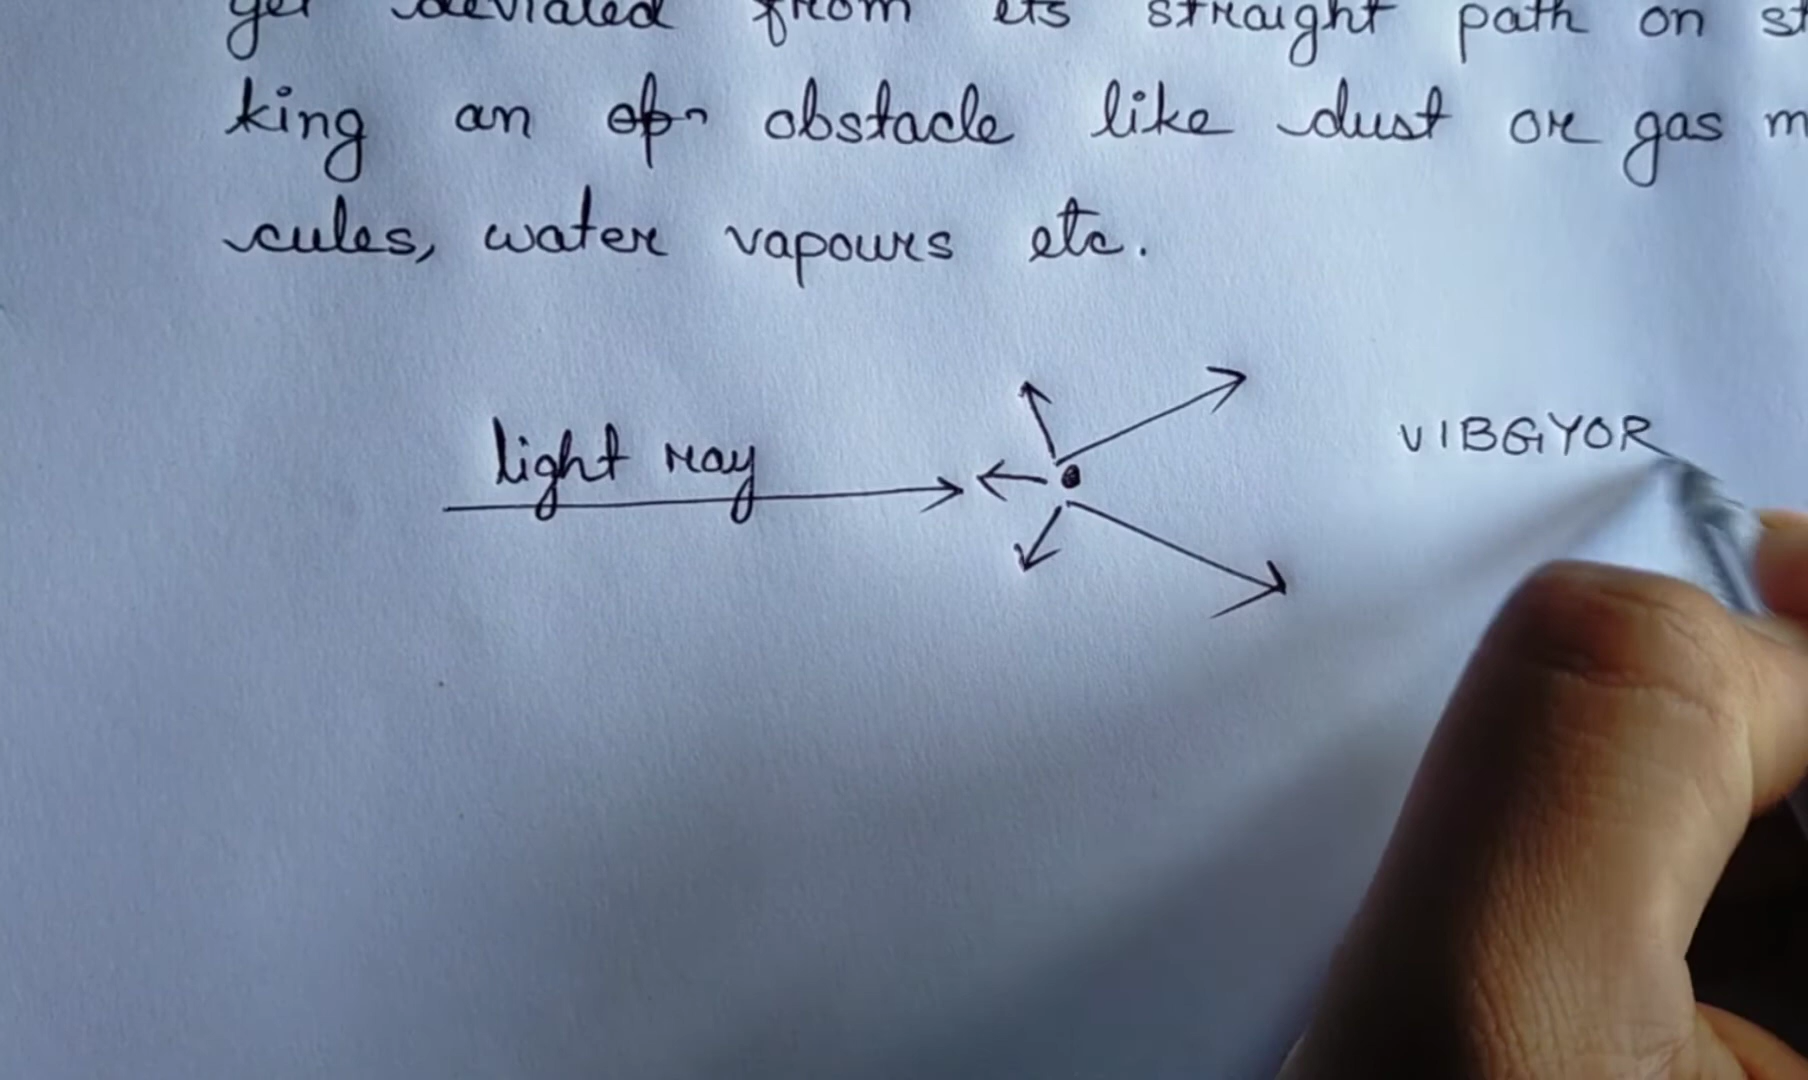 get deviated from its straight path on st
king an obstacle like dust or gas m
cules, water vapours etc.
light ray
VIBGYOR